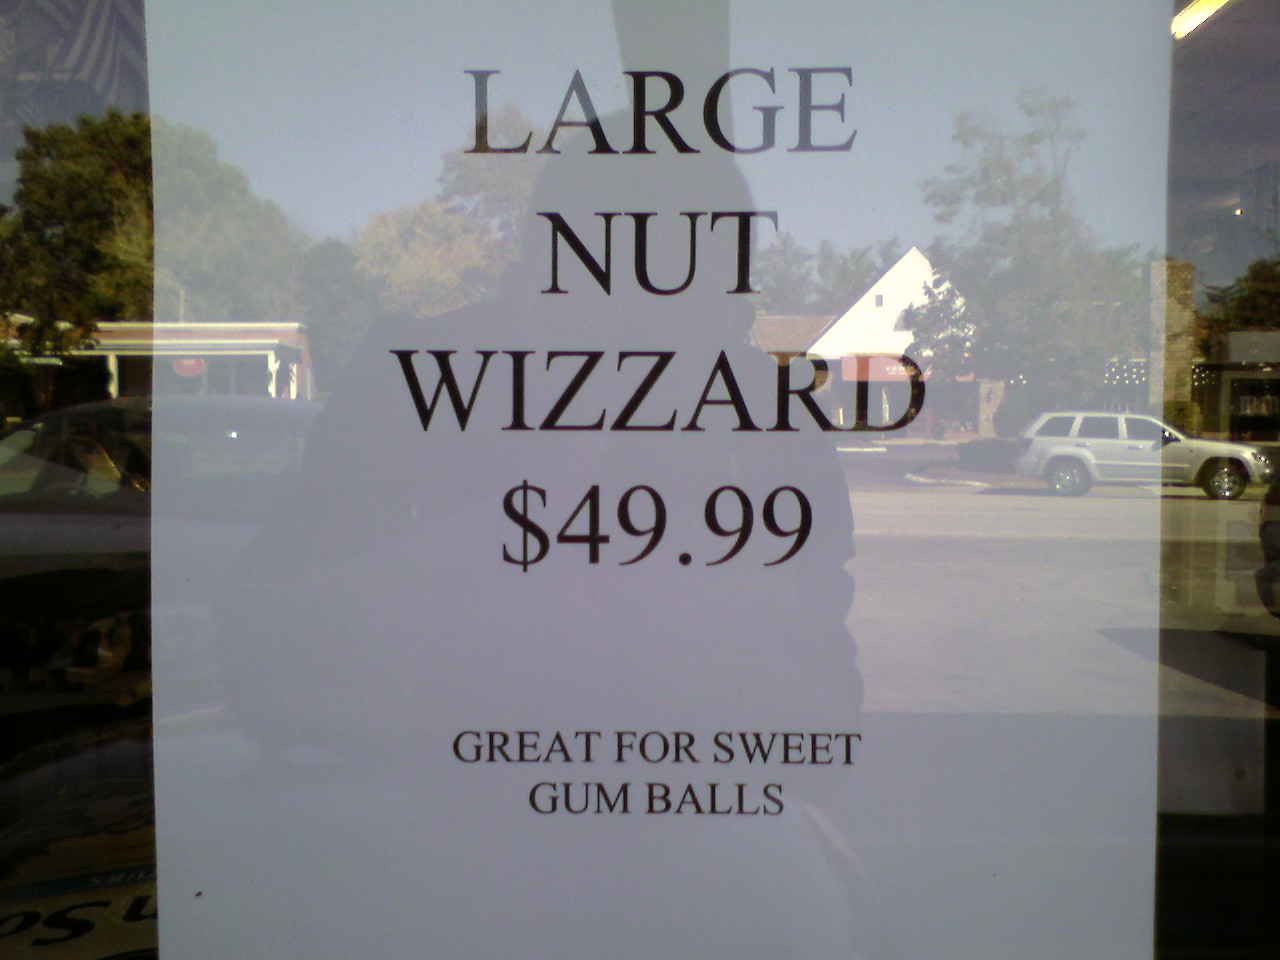 LARGE
NUT
WIZZARD
$49.99
GREAT FOR SWEET
GUM BALLS